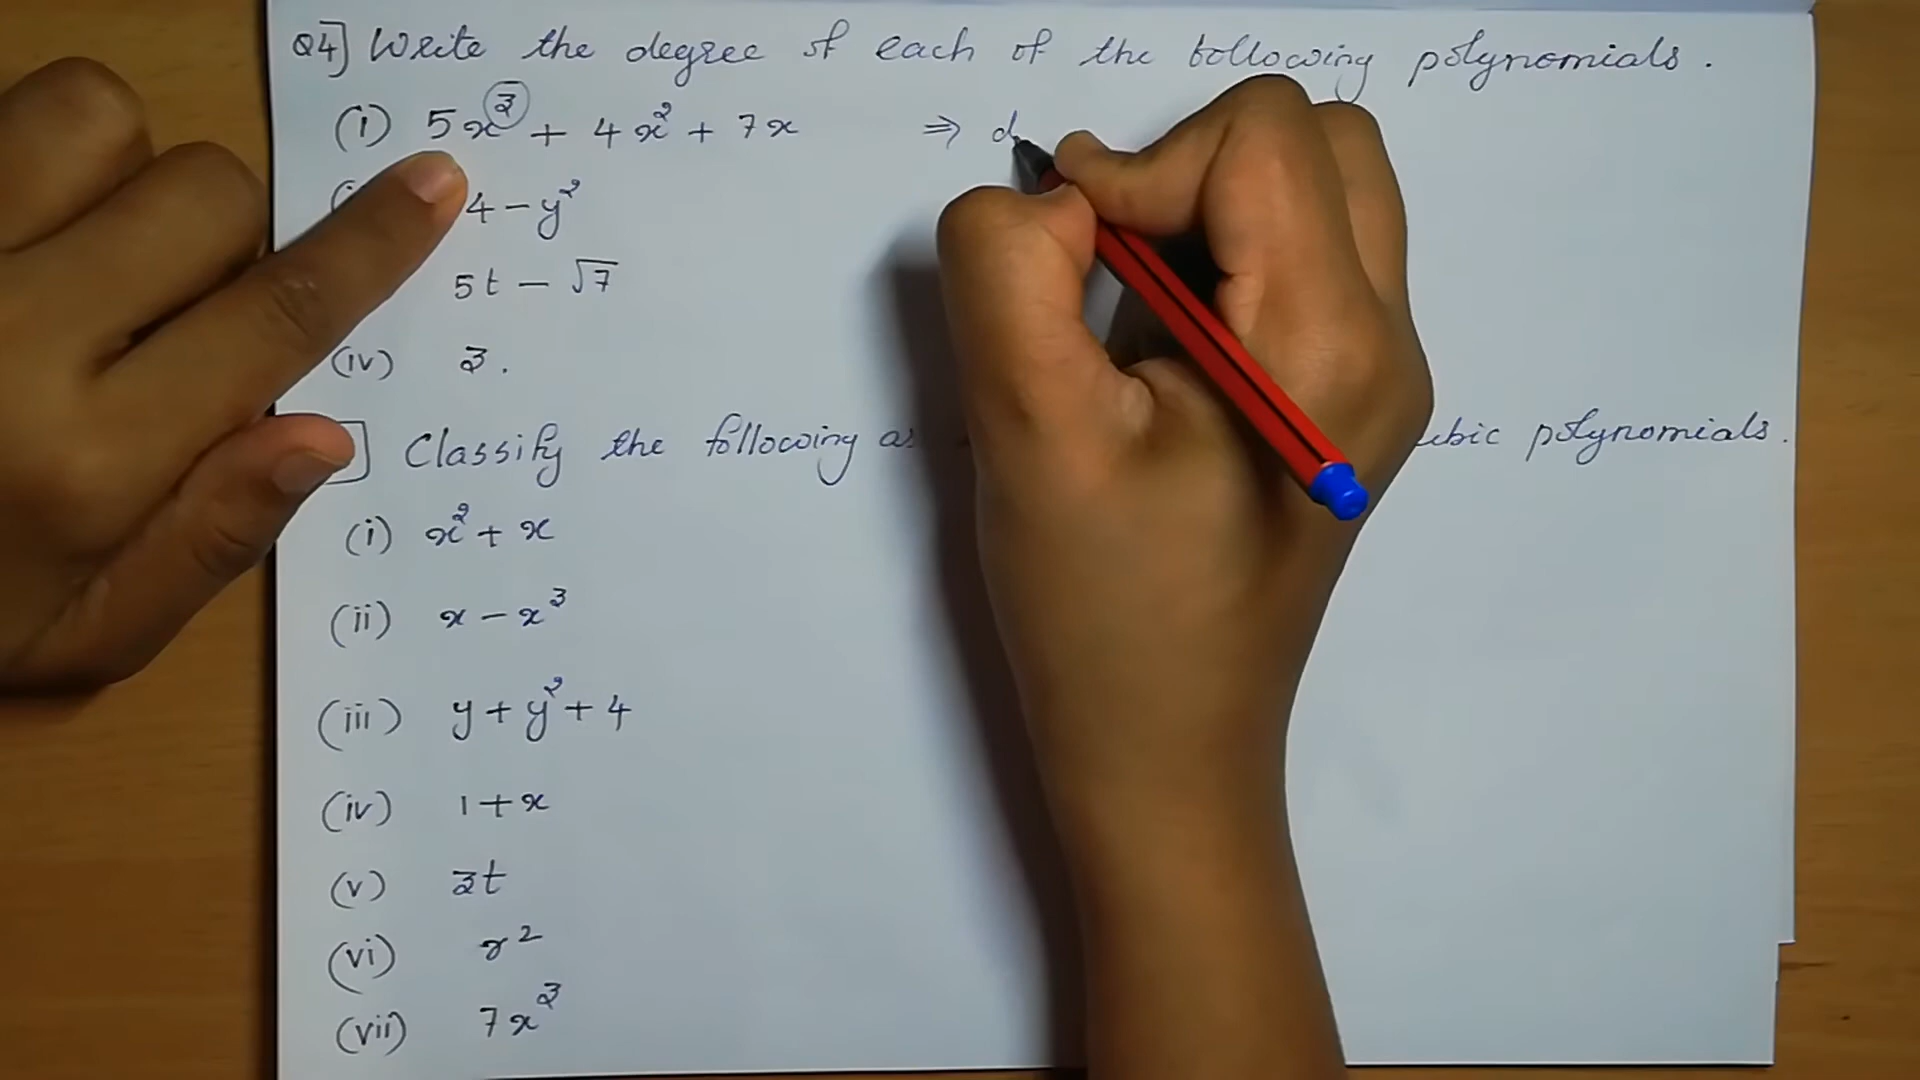 Q4] Write the degree of each of the following polynomials.
(i) 5x³ + 4x² + 7x ⇒ d
4 - y²
5t - √7
(iv) 3.
] Classify the following as ubic polynomials.
(i) x² + x
(ii) x - x³
(iii) y + y² + 4
(iv) 1 + x
(v) 3t
(vi) r²
(vii) 7x³